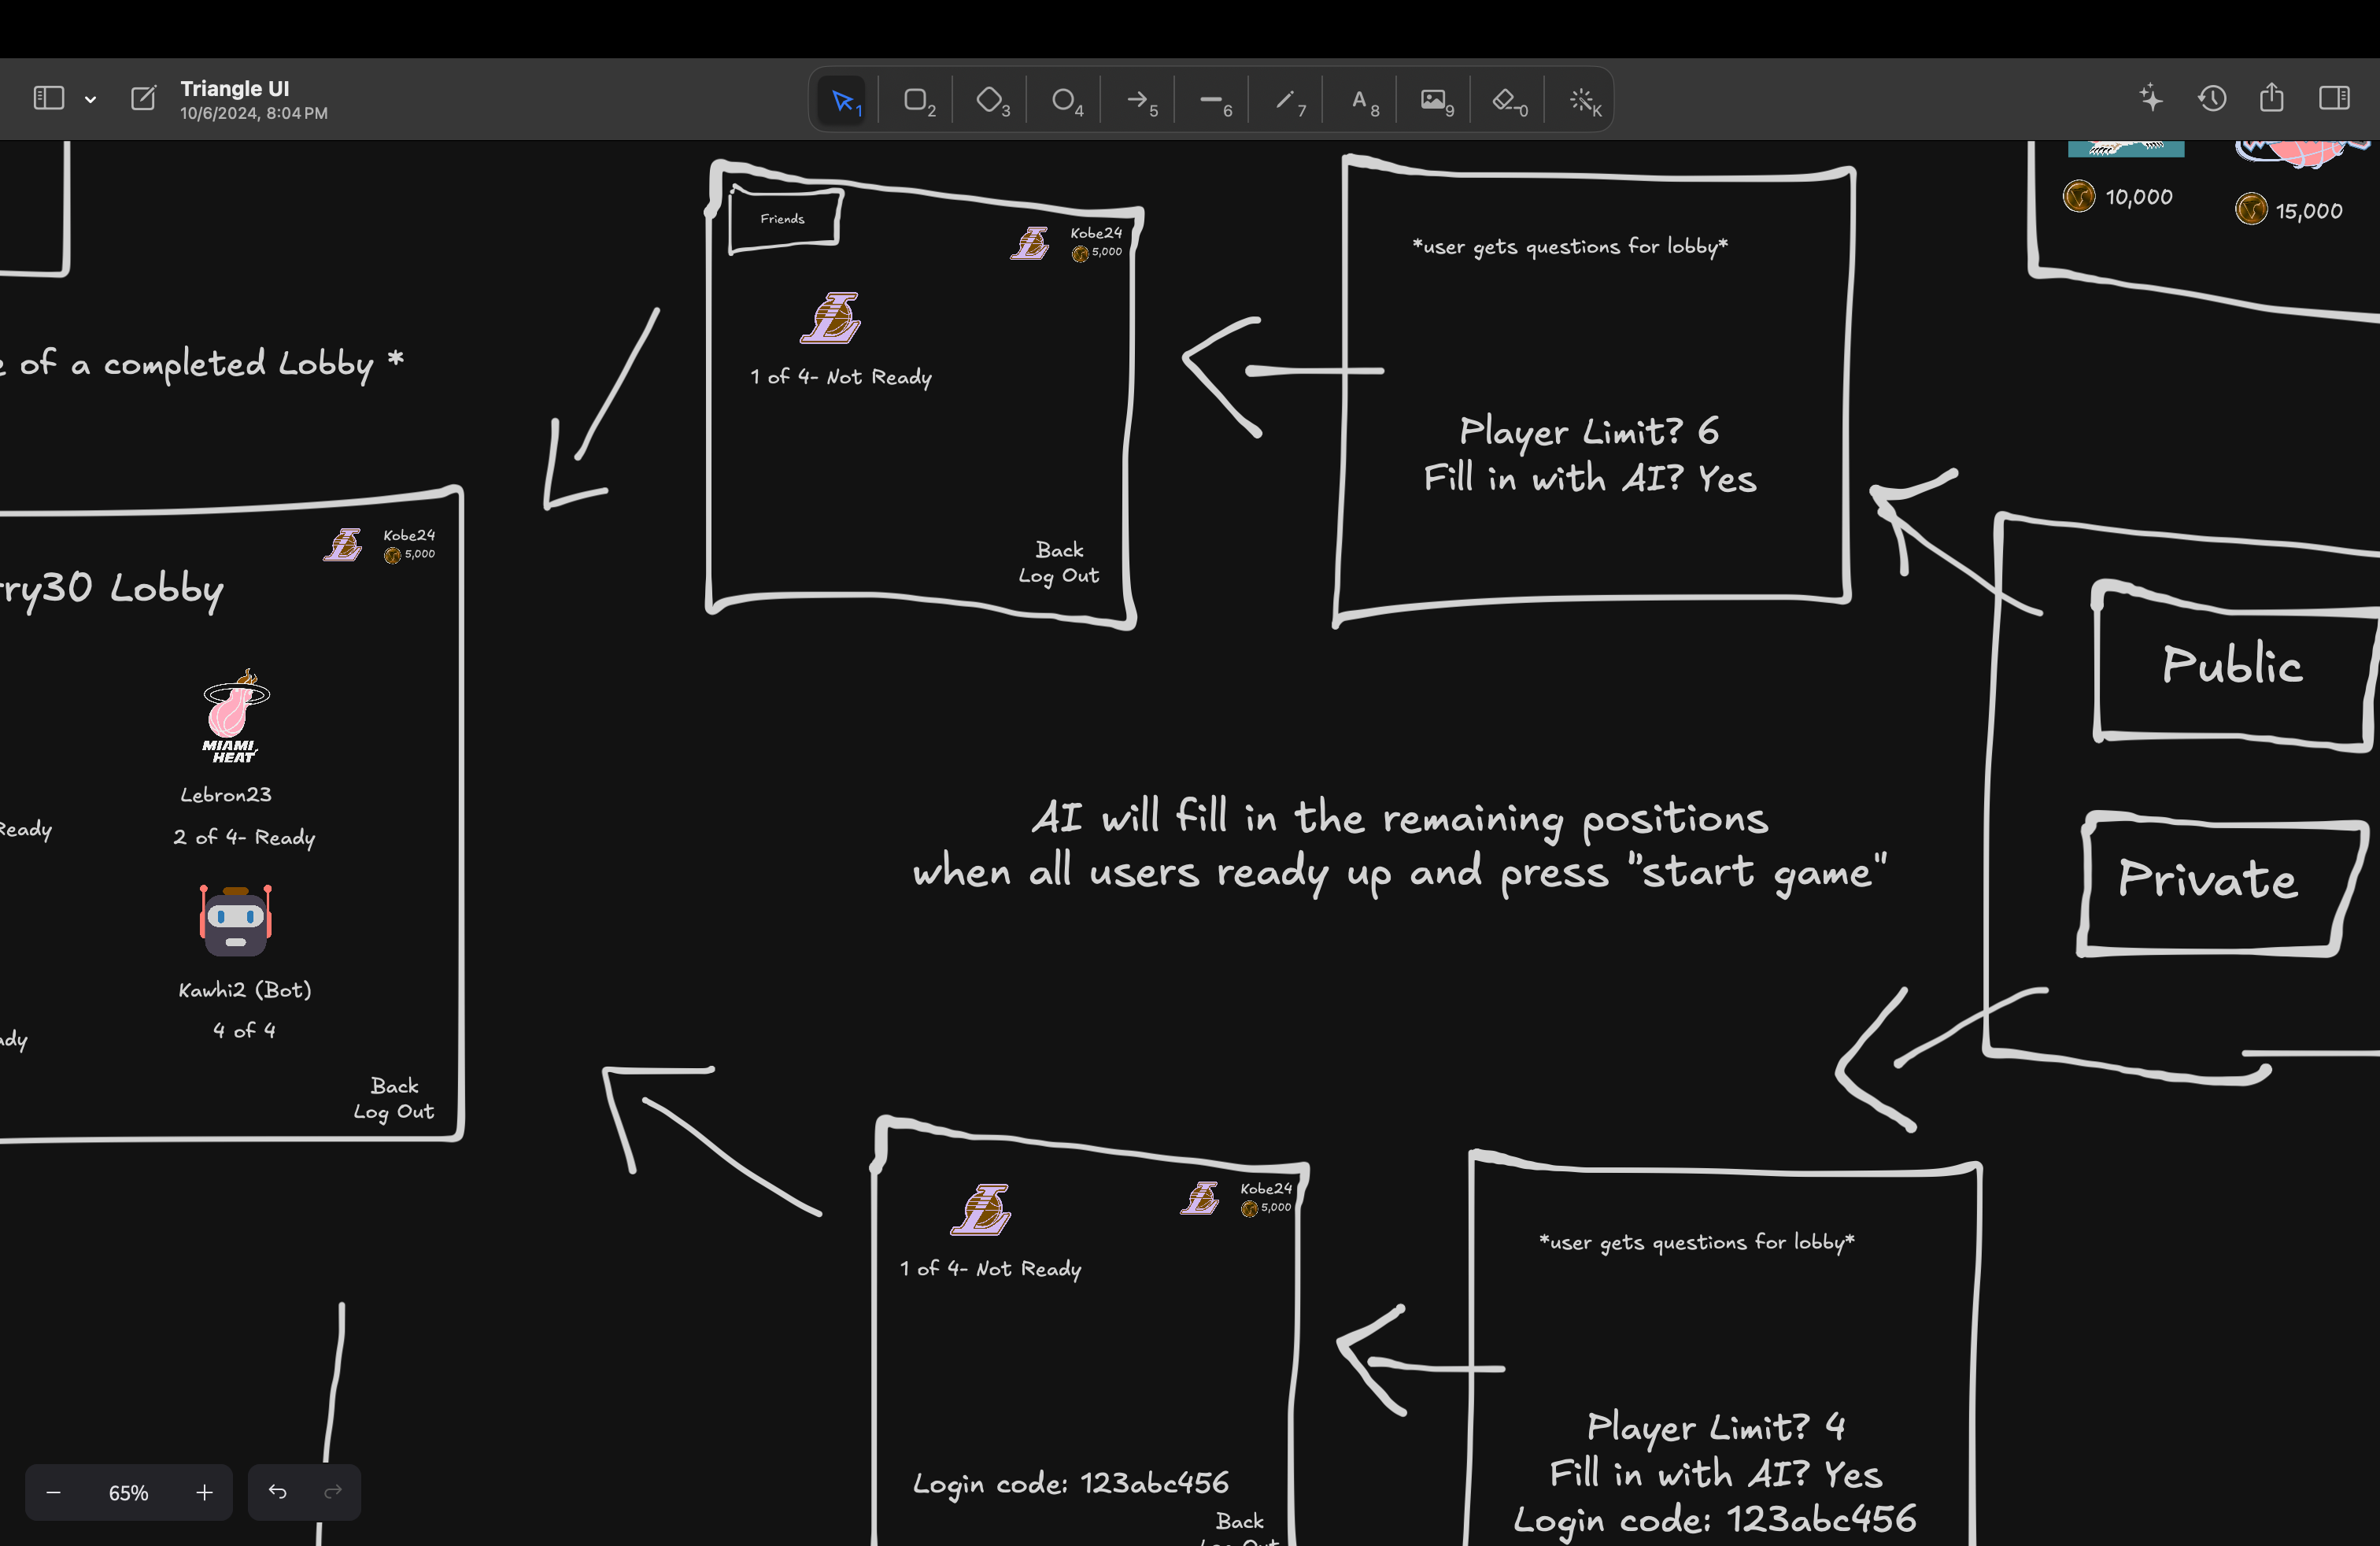 Triangle UI
10/6/2024, 8:04 PM
1
2
3
4
5
6
7
A 8
9
0
K
10,000
15,000
Friends
Kobe24
5,000
1 of 4- Not Ready
Back
Log Out
*user gets questions for lobby*
Player Limit? 6
Fill in with AI? Yes
of a completed Lobby *
Kobe24
5,000
ry30 Lobby
MIAMI
HEAT
Lebron23
Ready
2 of 4- Ready
Kawhi2 (Bot)
4 of 4
ady
Back
Log Out
Public
Private
AI will fill in the remaining positions
when all users ready up and press "start game"
Kobe24
5,000
1 of 4- Not Ready
Login code: 123abc456
Back
Log Out
*user gets questions for lobby*
Player Limit? 4
Fill in with AI? Yes
Login code: 123abc456
65%